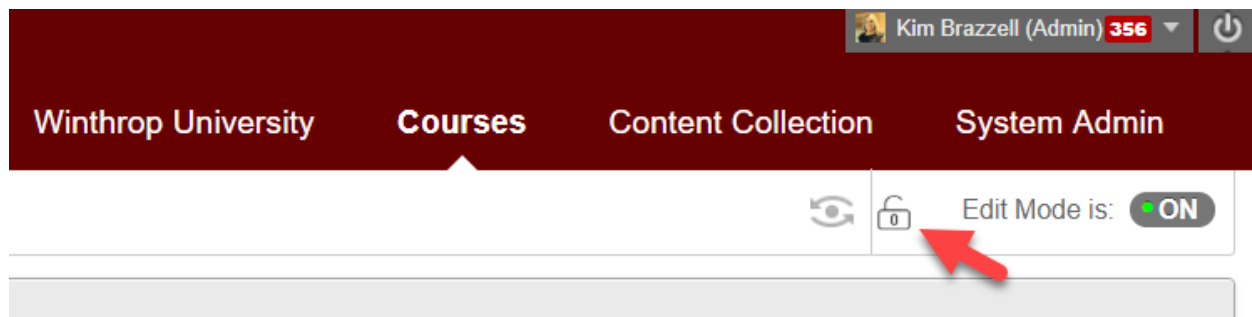 Kim Brazzell (Admin) 356
Winthrop University Courses Content Collection System Admin
0 Edit Mode is: ON